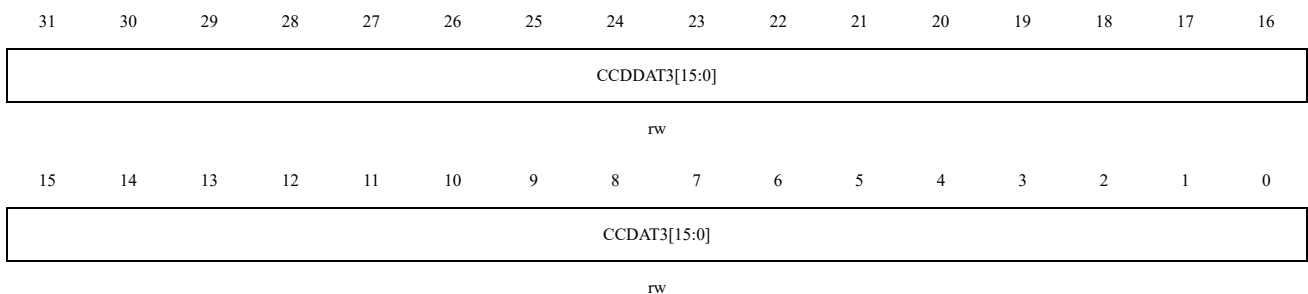 31 30 29 28 27 26 25 24 23 22 21 20 19 18 17 16
CCDDAT3[15:0]
rw
15 14 13 12 11 10 9 8 7 6 5 4 3 2 1 0
CCDAT3[15:0]
rw